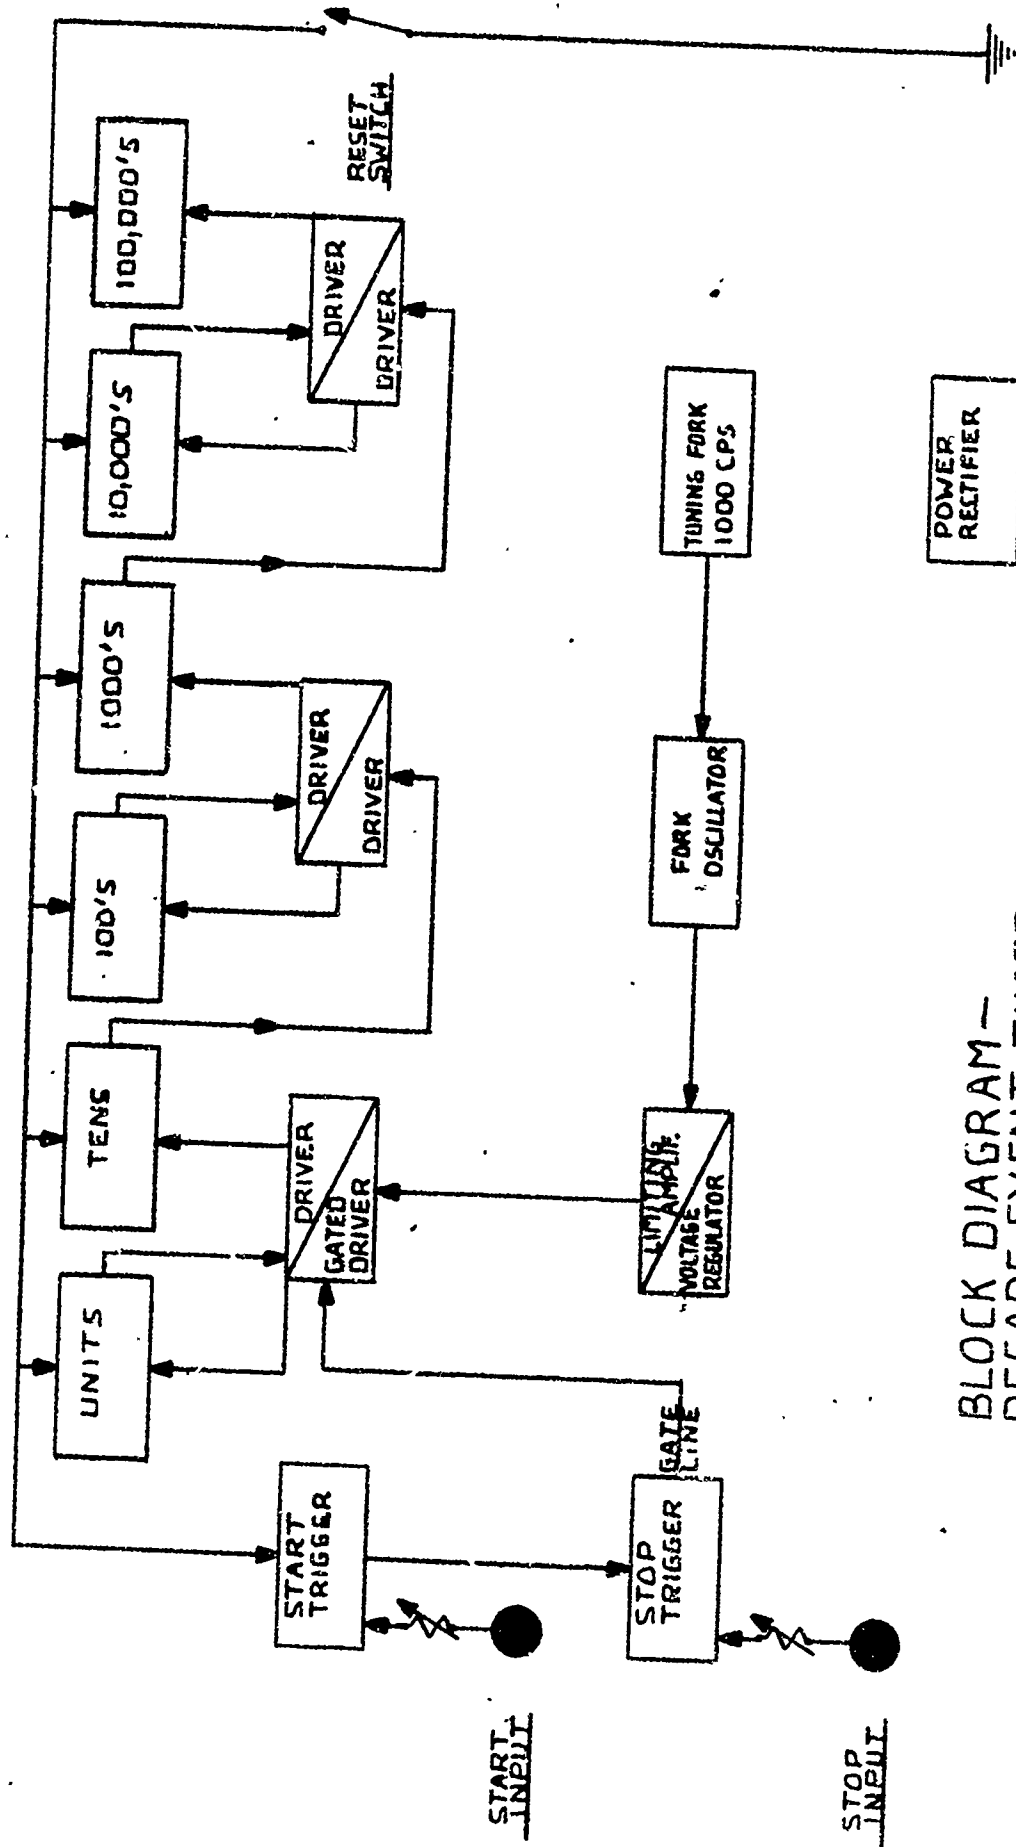 UNITS
TENS
100'S
1000'S
10,000'S
100,000'S
RESET
SWITCH
START
TRIGGER
DRIVER
GATED
DRIVER
DRIVER
DRIVER
DRIVER
DRIVER
START
INPUT
STOP
TRIGGER
GATE
LINE
LIMITING
AMPLIF.
VOLTAGE
REGULATOR
FORK
OSCILLATOR
TUNING FORK
1000 CPS
STOP
INPUT
POWER
RECTIFIER
BLOCK DIAGRAM—